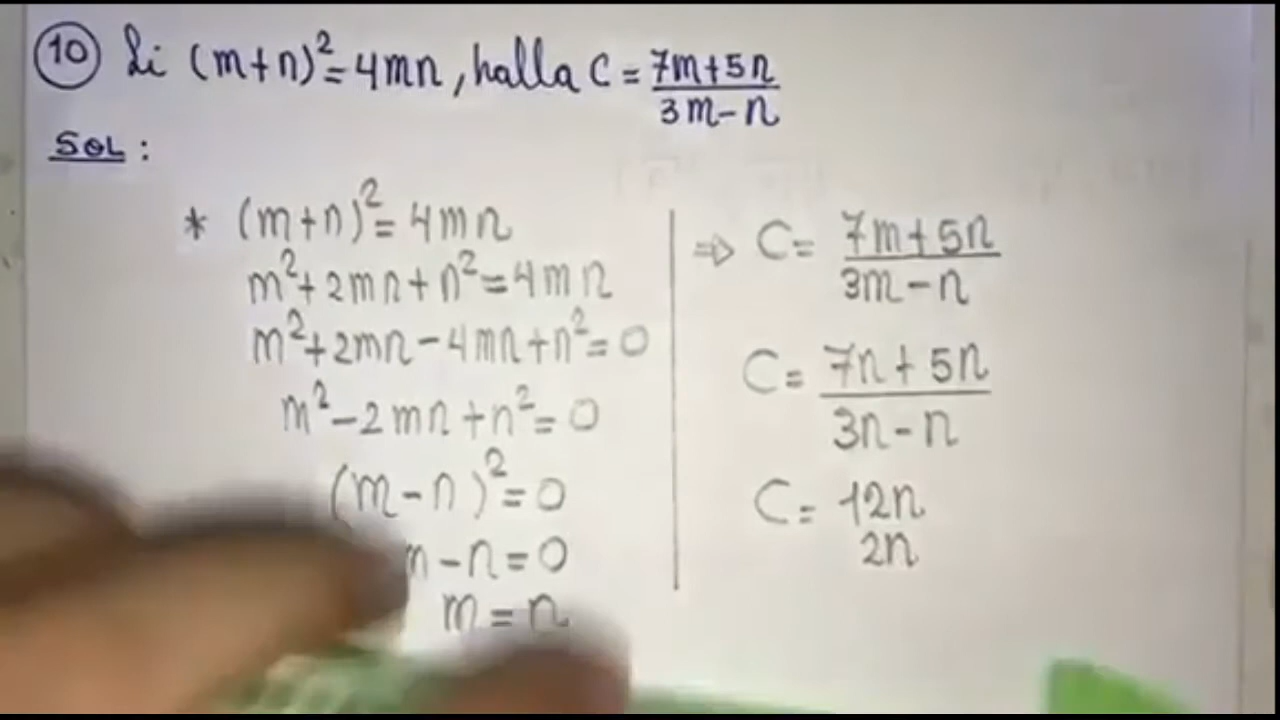 10 Si (m+n)²=4mn, halla C = 7m+5n / 3m-n
SOL :
* (m+n)²=4mn
m²+2mn+n²=4mn
m²+2mn-4mn+n²=0
m²-2mn+n²=0
(m-n)²=0
m-n=0
m=n
⇒ C= 7m+5n / 3m-n
C= 7n+5n / 3n-n
C= 12n / 2n